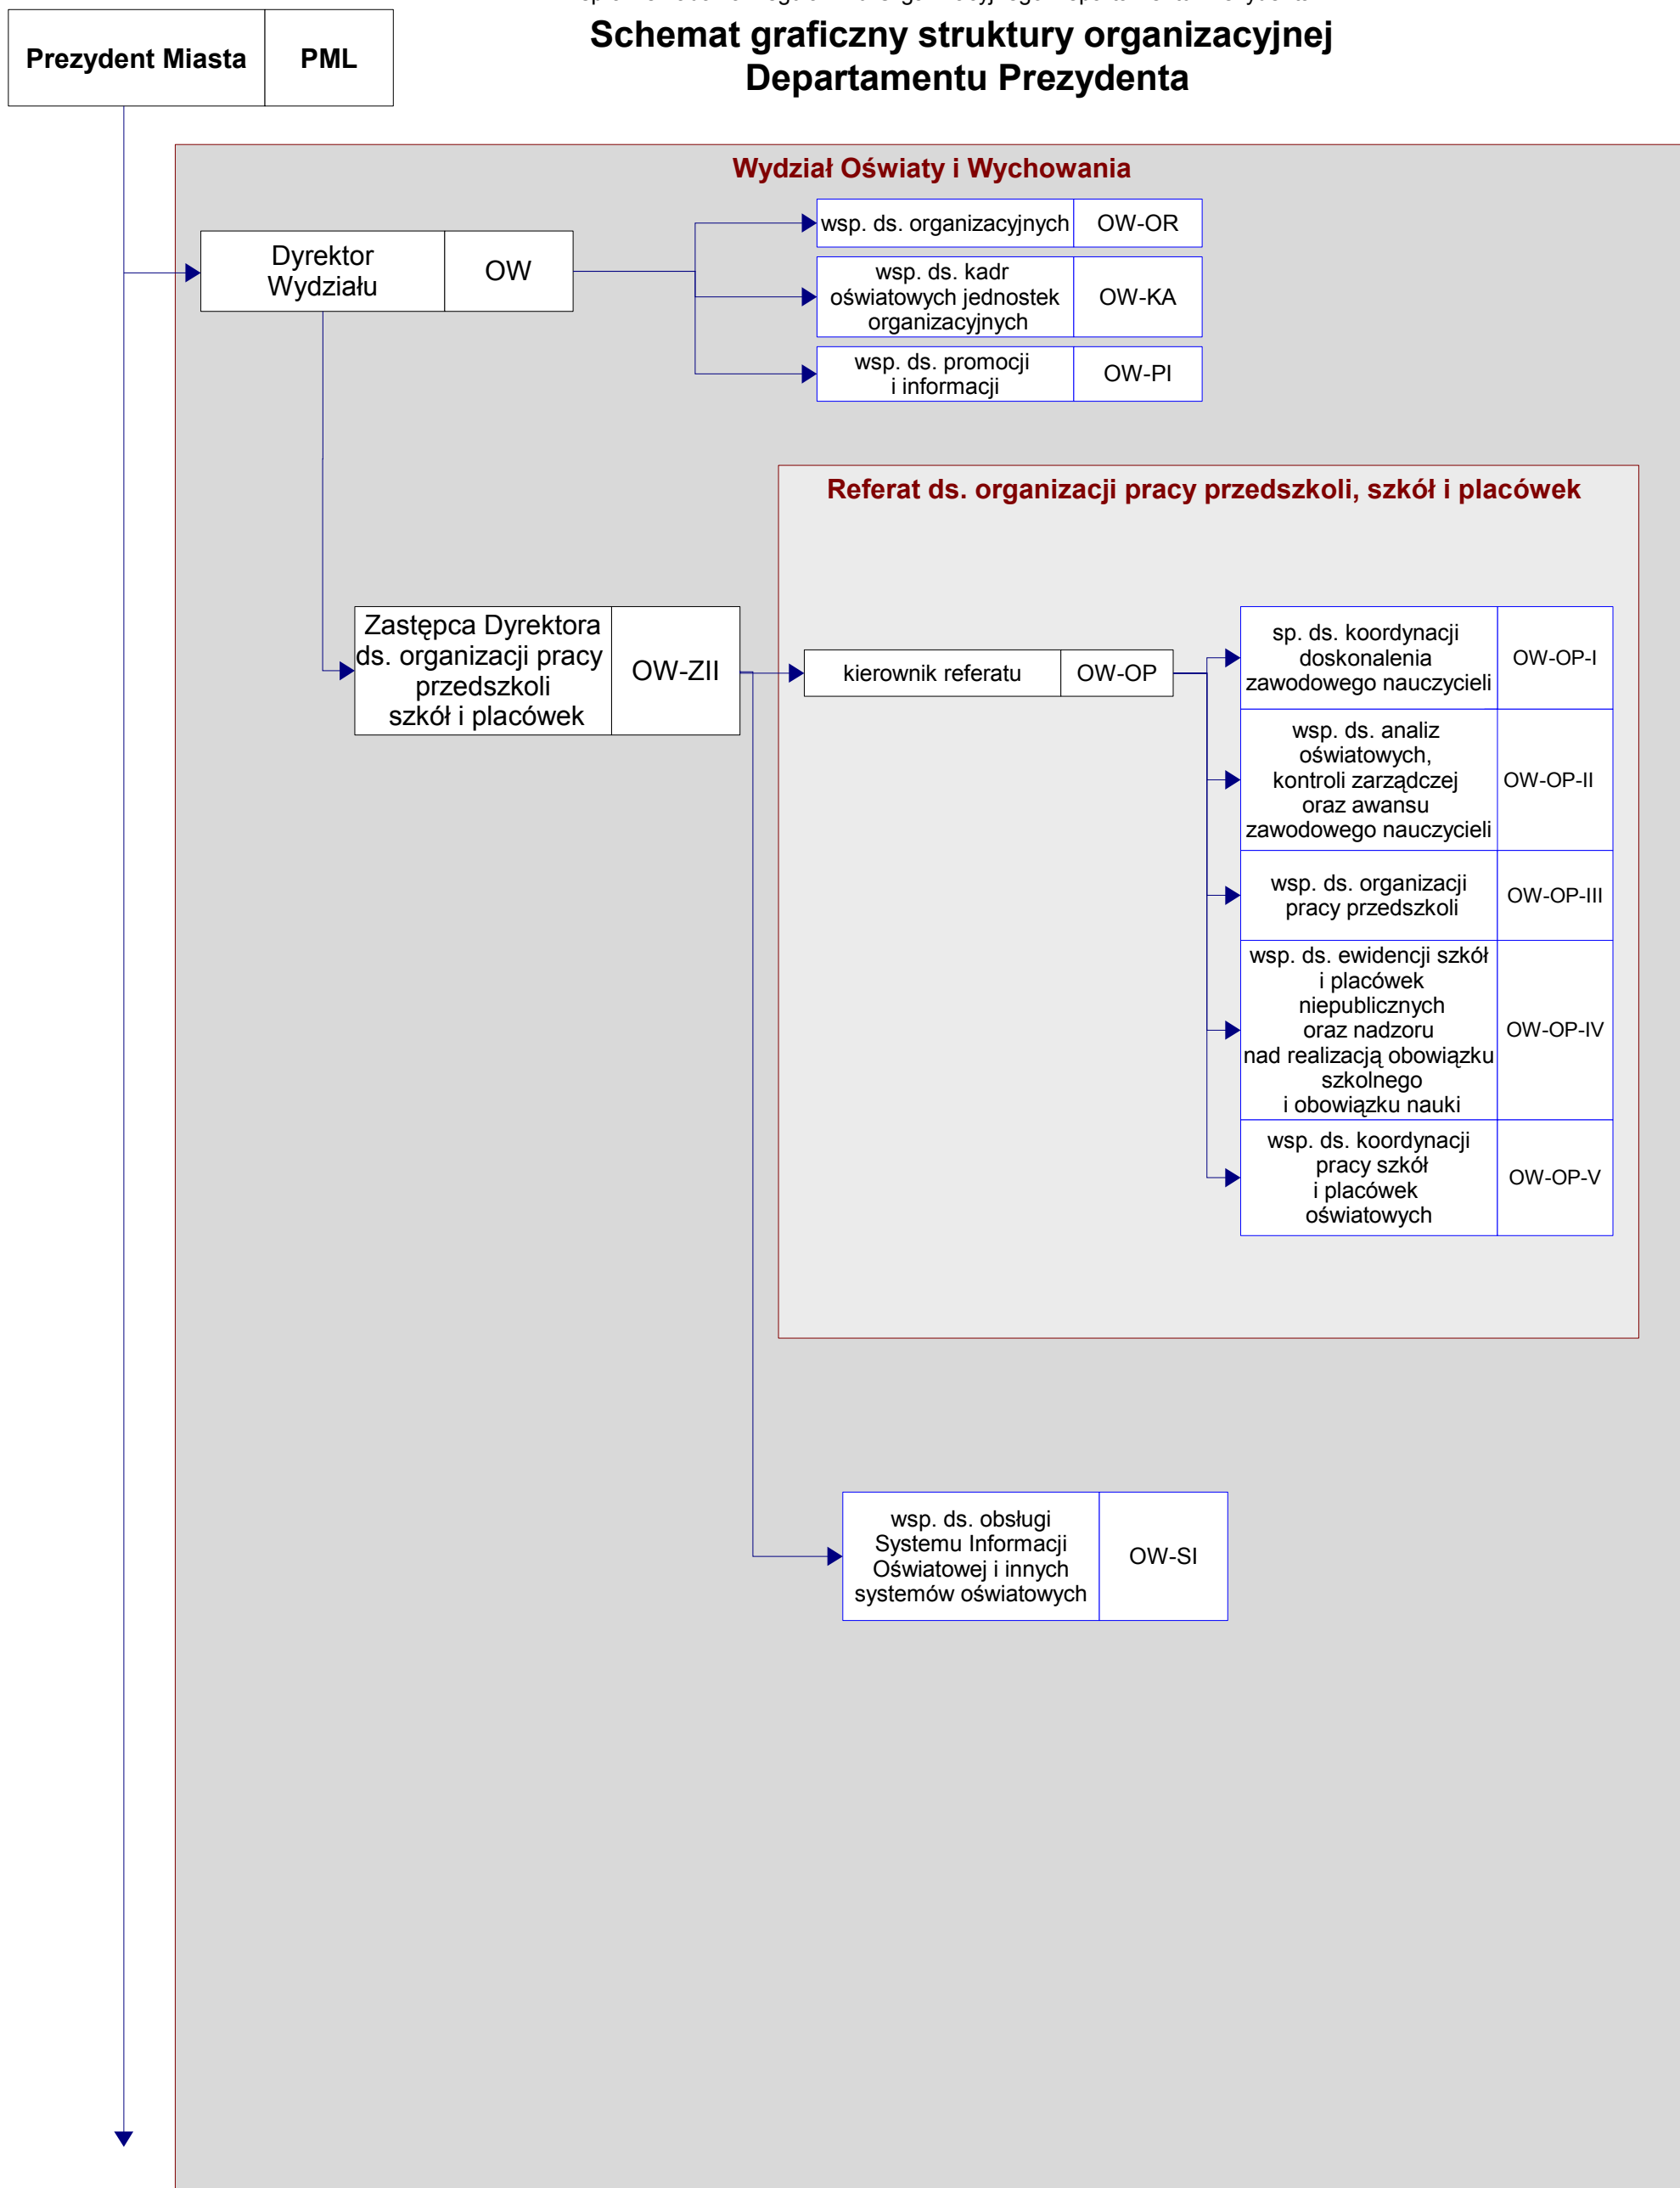 Schemat graficzny struktury organizacyjnej
Departamentu Prezydenta
Prezydent Miasta
PML
Wydział Oświaty i Wychowania
Dyrektor
Wydziału
OW
wsp. ds. organizacyjnych
OW-OR
wsp. ds. kadr
oświatowych jednostek
organizacyjnych
OW-KA
wsp. ds. promocji
i informacji
OW-PI
Referat ds. organizacji pracy przedszkoli, szkół i placówek
Zastępca Dyrektora
ds. organizacji pracy
przedszkoli
szkół i placówek
OW-ZII
kierownik referatu
OW-OP
sp. ds. koordynacji
doskonalenia
zawodowego nauczycieli
OW-OP-I
wsp. ds. analiz
oświatowych,
kontroli zarządczej
oraz awansu
zawodowego nauczycieli
OW-OP-II
wsp. ds. organizacji
pracy przedszkoli
OW-OP-III
wsp. ds. ewidencji szkół
i placówek
niepublicznych
oraz nadzoru
nad realizacją obowiązku
szkolnego
i obowiązku nauki
OW-OP-IV
wsp. ds. koordynacji
pracy szkół
i placówek
oświatowych
OW-OP-V
wsp. ds. obsługi
Systemu Informacji
Oświatowej i innych
systemów oświatowych
OW-SI